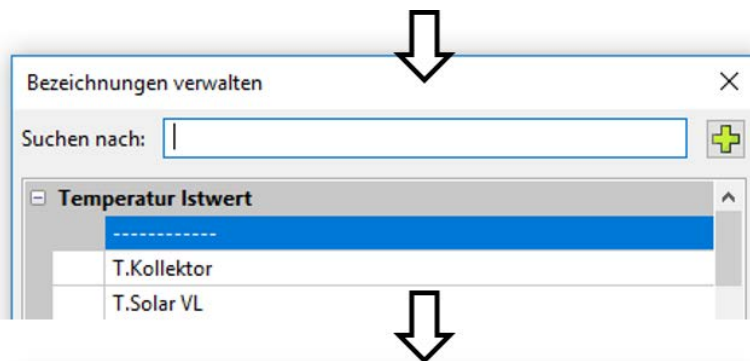 Bezeichnungen verwalten
Suchen nach:
Temperatur Istwert
------------
T.Kollektor
T.Solar VL